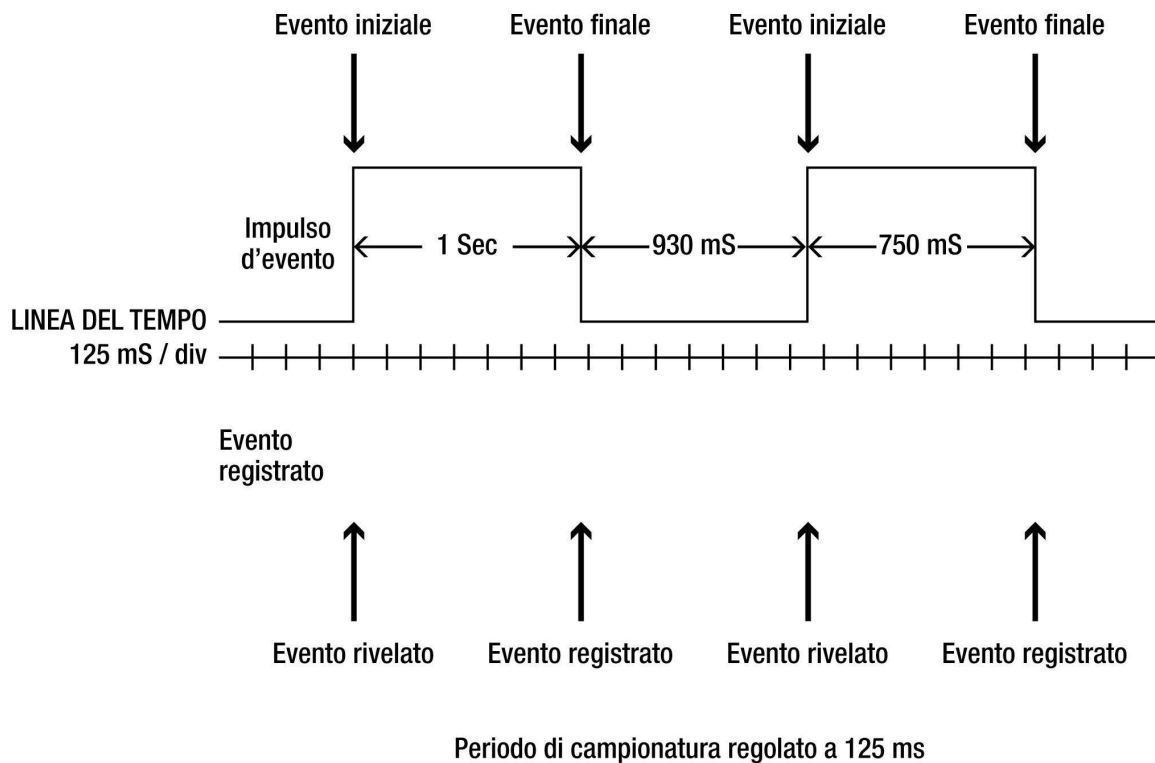 Evento iniziale
Evento finale
Evento iniziale
Evento finale
Impulso
d'evento
1 Sec
930 mS
750 mS
LINEA DEL TEMPO
125 mS / div
Evento
registrato
Evento rivelato
Evento registrato
Evento rivelato
Evento registrato
Periodo di campionatura regolato a 125 ms